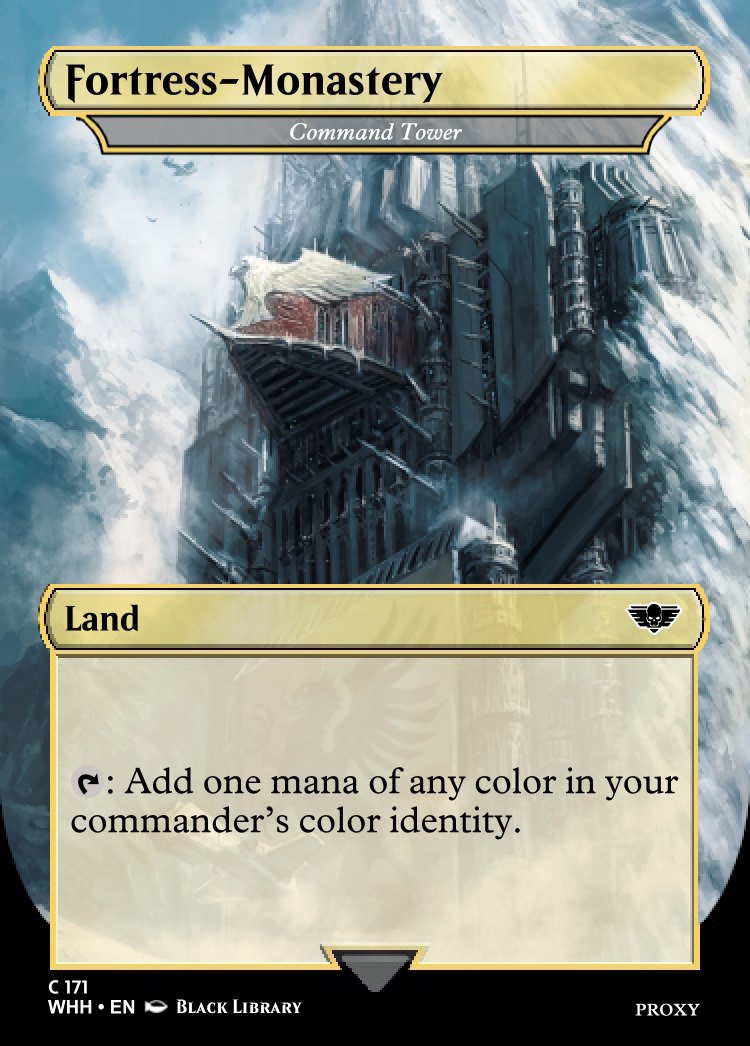 Fortress-Monastery
Command Tower
Land
: Add one mana of any color in your
commander's color identity.
C 171
WHH • EN Black Library
PROXY